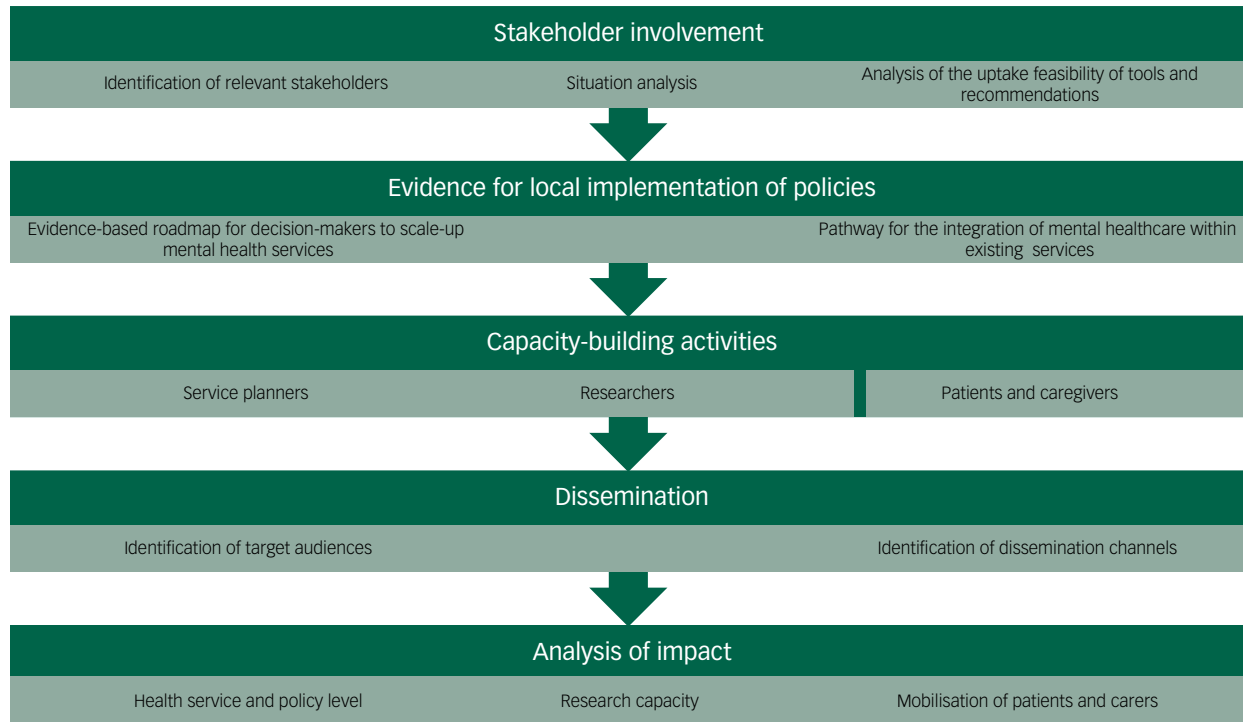 Stakeholder involvement
Identification of relevant stakeholders
Situation analysis
Analysis of the uptake feasibility of tools and
recommendations
Evidence for local implementation of policies
Evidence-based roadmap for decision-makers to scale-up
mental health services
Pathway for the integration of mental healthcare within
existing services
Capacity-building activities
Service planners
Researchers
Patients and caregivers
Dissemination
Identification of target audiences
Identification of dissemination channels
Analysis of impact
Health service and policy level
Research capacity
Mobilisation of patients and carers